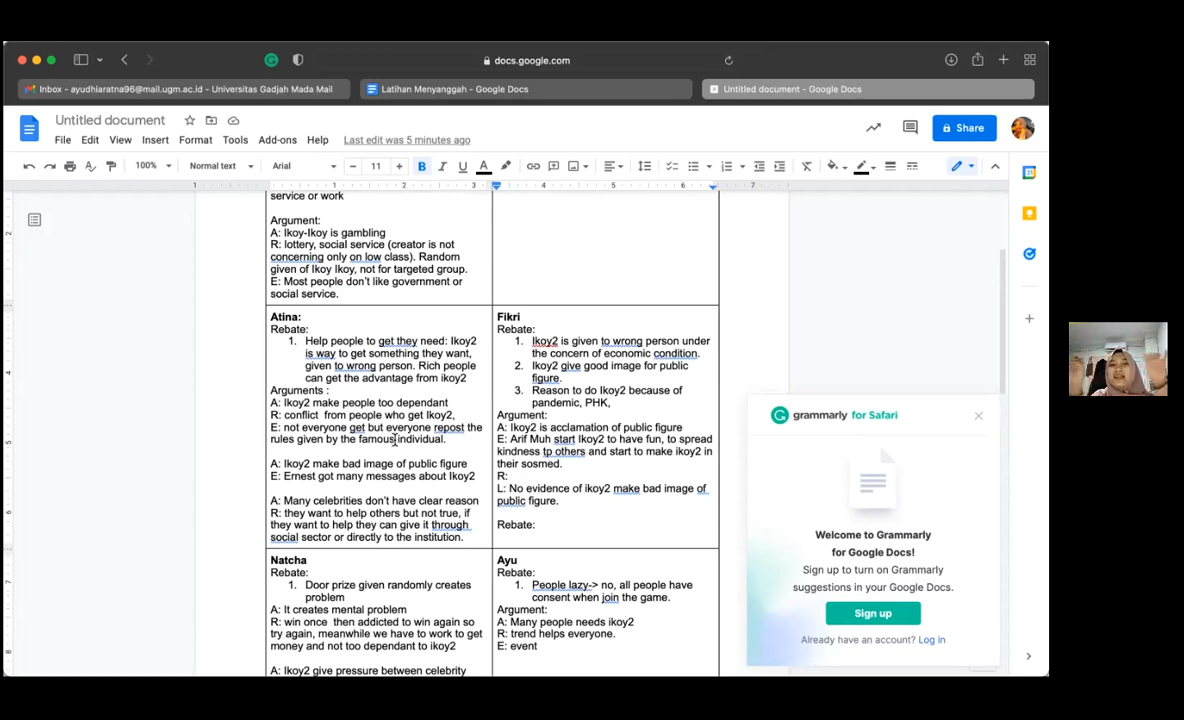 docs.google.com
Inbox - ayudhiaratna96@mail.ugm.ac.id - Universitas Gadjah Mada Mail
Latihan Menyanggah - Google Docs
Untitled document - Google Docs
Untitled document
File Edit View Insert Format Tools Add-ons Help Last edit was 5 minutes ago
Share
100% Normal text Arial 11 B I U A
1 1 2 3 4 5 6 7
service or work
Argument:
A: Ikoy-Ikoy is gambling
R: lottery, social service (creator is not
concerning only on low class). Random
given of Ikoy Ikoy, not for targeted group.
E: Most people don't like government or
social service.
Atina:
Rebate:
1. Help people to get they need: Ikoy2
is way to get something they want,
given to wrong person. Rich people
can get the advantage from ikoy2
Arguments :
A: Ikoy2 make people too dependant
R: conflict from people who get Ikoy2,
E: not everyone get but everyone repost the
rules given by the famous individual.
A: Ikoy2 make bad image of public figure
E: Ernest got many messages about Ikoy2
A: Many celebrities don't have clear reason
R: they want to help others but not true, if
they want to help they can give it through
social sector or directly to the institution.
Fikri
Rebate:
1. Ikoy2 is given to wrong person under
the concern of economic condition.
2. Ikoy2 give good image for public
figure.
3. Reason to do Ikoy2 because of
pandemic, PHK,
Argument:
A: Ikoy2 is acclamation of public figure
E: Arif Muh start Ikoy2 to have fun, to spread
kindness tp others and start to make ikoy2 in
their sosmed.
R:
L: No evidence of ikoy2 make bad image of
public figure.
Rebate:
Natcha
Rebate:
1. Door prize given randomly creates
problem
A: It creates mental problem
R: win once then addicted to win again so
try again, meanwhile we have to work to get
money and not too dependant to ikoy2
A: Ikoy2 give pressure between celebrity
Ayu
Rebate:
1. People lazy-> no, all people have
consent when join the game.
Argument:
A: Many people needs ikoy2
R: trend helps everyone.
E: event
2
3
4
5
6
7
8
grammarly for Safari
Welcome to Grammarly
for Google Docs!
Sign up to turn on Grammarly
suggestions in your Google Docs.
Sign up
Already have an account? Log in